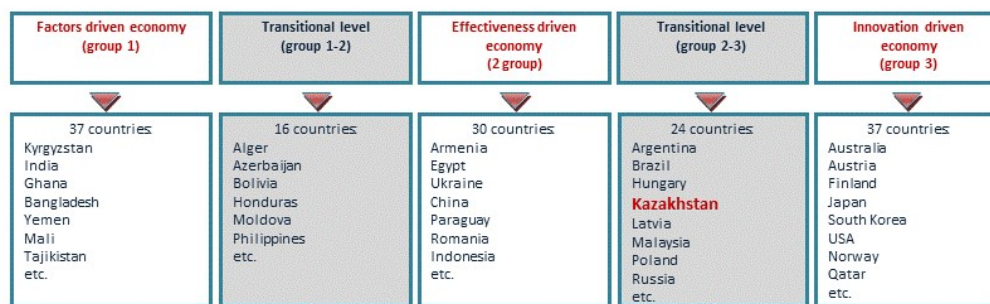 Factors driven economy
(group 1)
37 countries:
Kyrgyzstan
India
Ghana
Bangladesh
Yemen
Mali
Tajikistan
etc.
Transitional level
(group 1-2)
16 countries:
Alger
Azerbaijan
Bolivia
Honduras
Moldova
Philippines
etc.
Effectiveness driven
economy
(2 group)
30 countries:
Armenia
Egypt
Ukraine
China
Paraguay
Romania
Indonesia
etc.
Transitional level
(group 2-3)
24 countries:
Argentina
Brazil
Hungary
Kazakhstan
Latvia
Malaysia
Poland
Russia
etc.
Innovation driven
economy
(group 3)
37 countries:
Australia
Austria
Finland
Japan
South Korea
USA
Norway
Qatar
etc.